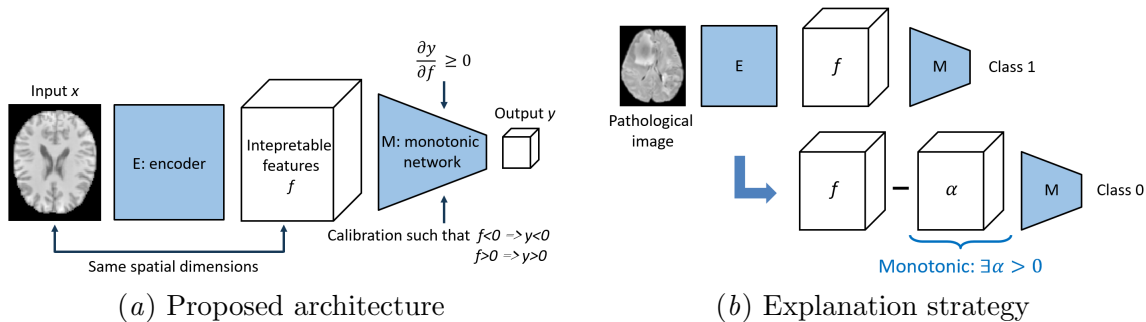 Input x
E: encoder
Intepretable
features
f
∂y
∂f
≥ 0
M: monotonic
network
Output y
Calibration such that f<0 => y<0
f>0 => y>0
Same spatial dimensions
(a) Proposed architecture
Pathological
image
E
f
M
Class 1
f
−
α
M
Class 0
Monotonic: ∃α > 0
(b) Explanation strategy